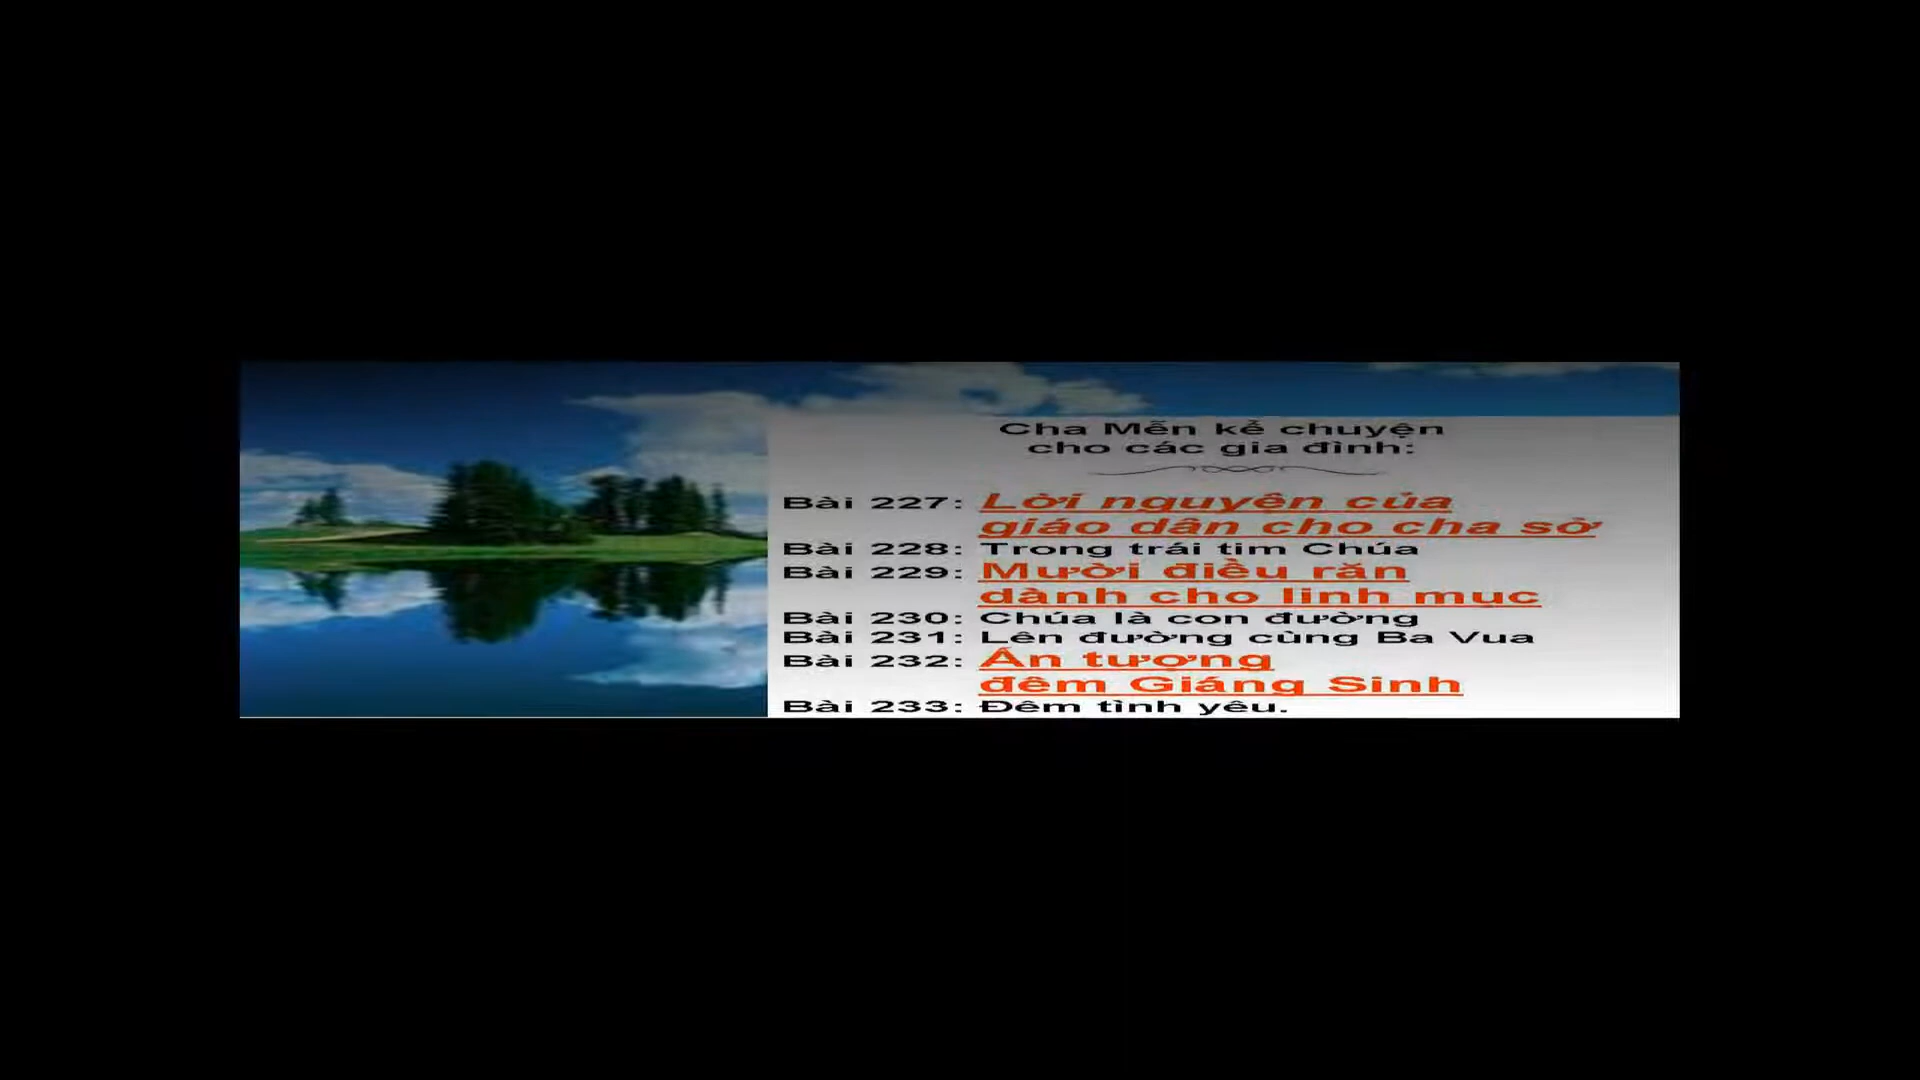 Cha Mễn kể chuyện
cho các gia đình:
Bài 227: Lời nguyện của
giáo dân cho cha sở
Bài 228: Trong trái tim Chúa
Bài 229: Mười điều răn
dành cho linh mục
Bài 230: Chúa là con đường
Bài 231: Lên đường cùng Ba Vua
Bài 232: Ấn tượng
đêm Giáng Sinh
Bài 233: Đêm tình yêu.